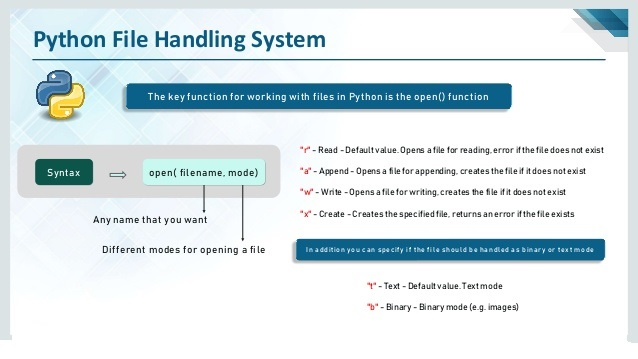 Python File Handling System
The key function for working with files in Python is the open() function
Syntax
open( filename, mode)
Any name that you want
Different modes for opening a file
"r" – Read – Default value. Opens a file for reading, error if the file does not exist
"a" – Append – Opens a file for appending, creates the file if it does not exist
"w" – Write – Opens a file for writing, creates the file if it does not exist
"x" – Create – Creates the specified file, returns an error if the file exists
In addition you can specify if the file should be handled as binary or text mode
"t" – Text – Default value. Text mode
"b" – Binary – Binary mode (e.g. images)